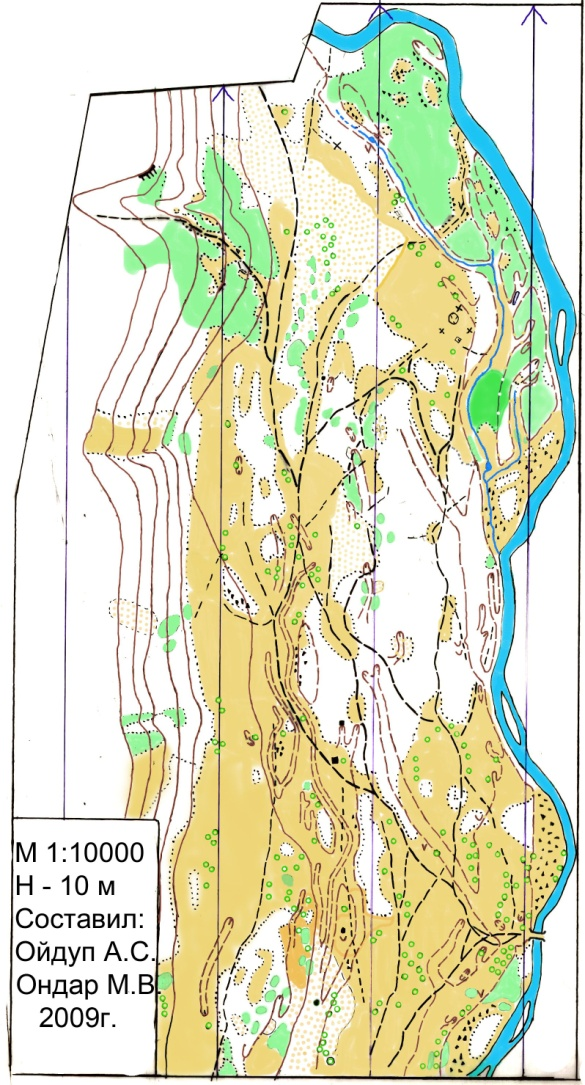 М 1:10000
Н - 10 м
Составил:
Ойдуп А.С.
Ондар М.В
2009г.